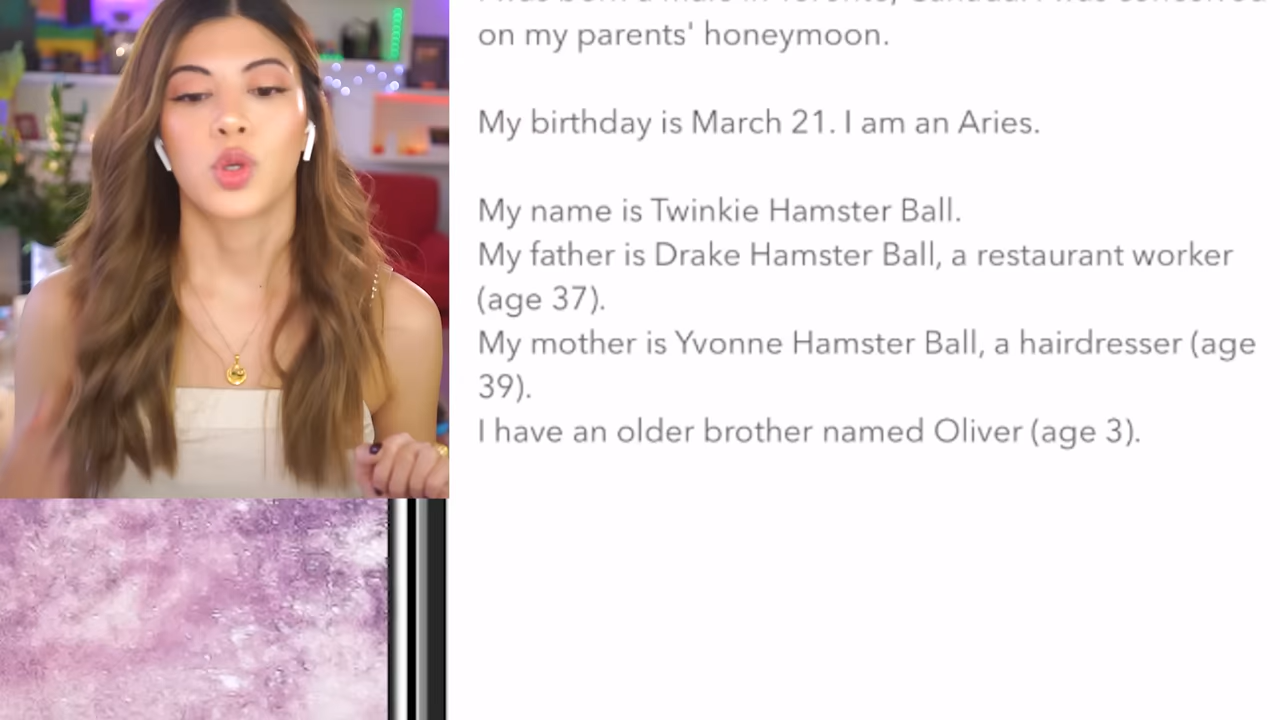 on my parents' honeymoon.
My birthday is March 21. I am an Aries.
My name is Twinkie Hamster Ball.
My father is Drake Hamster Ball, a restaurant worker
(age 37).
My mother is Yvonne Hamster Ball, a hairdresser (age
39).
I have an older brother named Oliver (age 3).